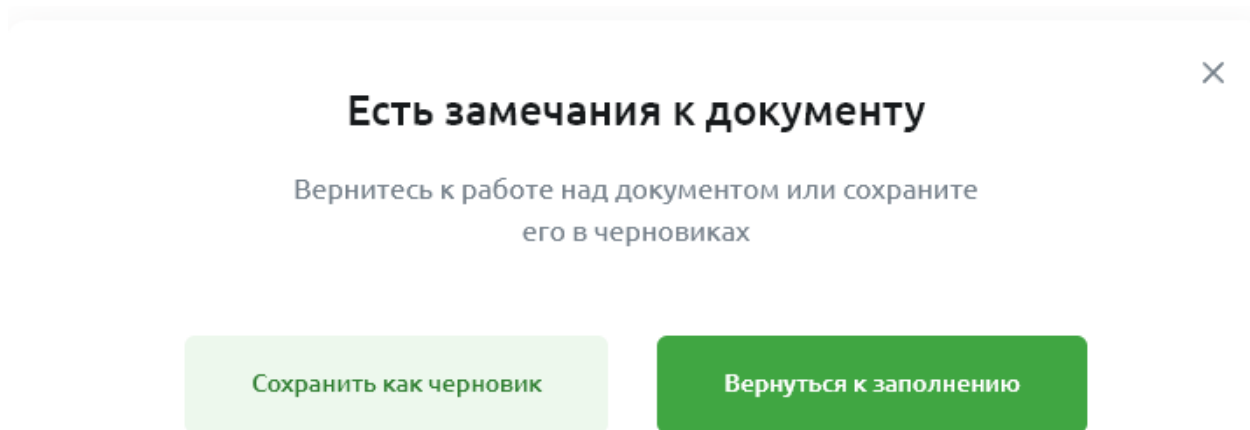 Есть замечания к документу
Вернитесь к работе над документом или сохраните
его в черновиках
Сохранить как черновик
Вернуться к заполнению